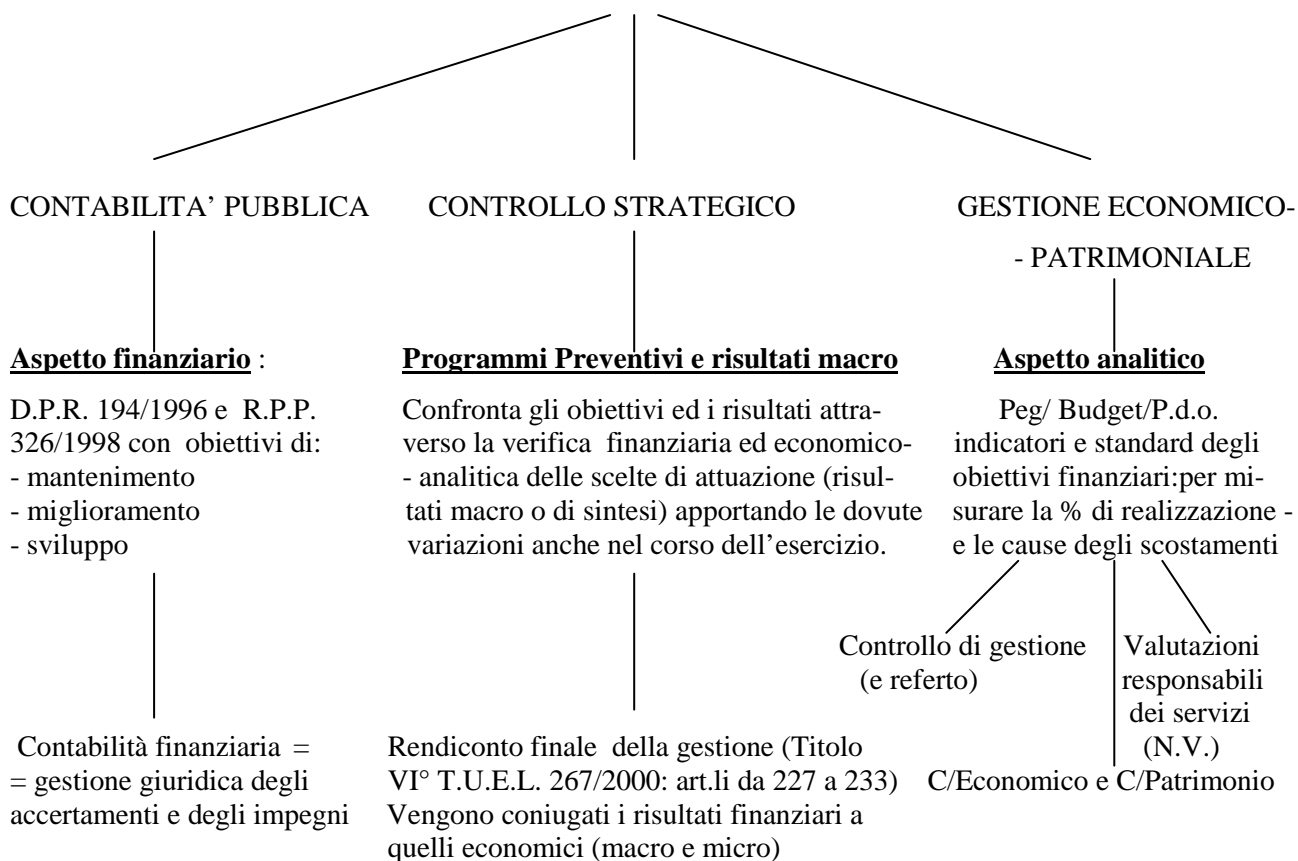 CONTABILITA’ PUBBLICA
CONTROLLO STRATEGICO
GESTIONE ECONOMICO-
- PATRIMONIALE
Aspetto finanziario :
D.P.R. 194/1996 e R.P.P.
326/1998 con obiettivi di:
- mantenimento
- miglioramento
- sviluppo
Contabilità finanziaria =
= gestione giuridica degli
accertamenti e degli impegni
Programmi Preventivi e risultati macro
Confronta gli obiettivi ed i risultati attra-
verso la verifica finanziaria ed economico-
- analitica delle scelte di attuazione (risul-
tati macro o di sintesi) apportando le dovute
variazioni anche nel corso dell’esercizio.
Rendiconto finale della gestione (Titolo
VI° T.U.E.L. 267/2000: art.li da 227 a 233)
Vengono coniugati i risultati finanziari a
quelli economici (macro e micro)
Aspetto analitico
Peg/ Budget/P.d.o.
indicatori e standard degli
obiettivi finanziari:per mi-
surare la % di realizzazione -
e le cause degli scostamenti
Controllo di gestione
(e referto)
Valutazioni
responsabili
dei servizi
(N.V.)
C/Economico e C/Patrimonio